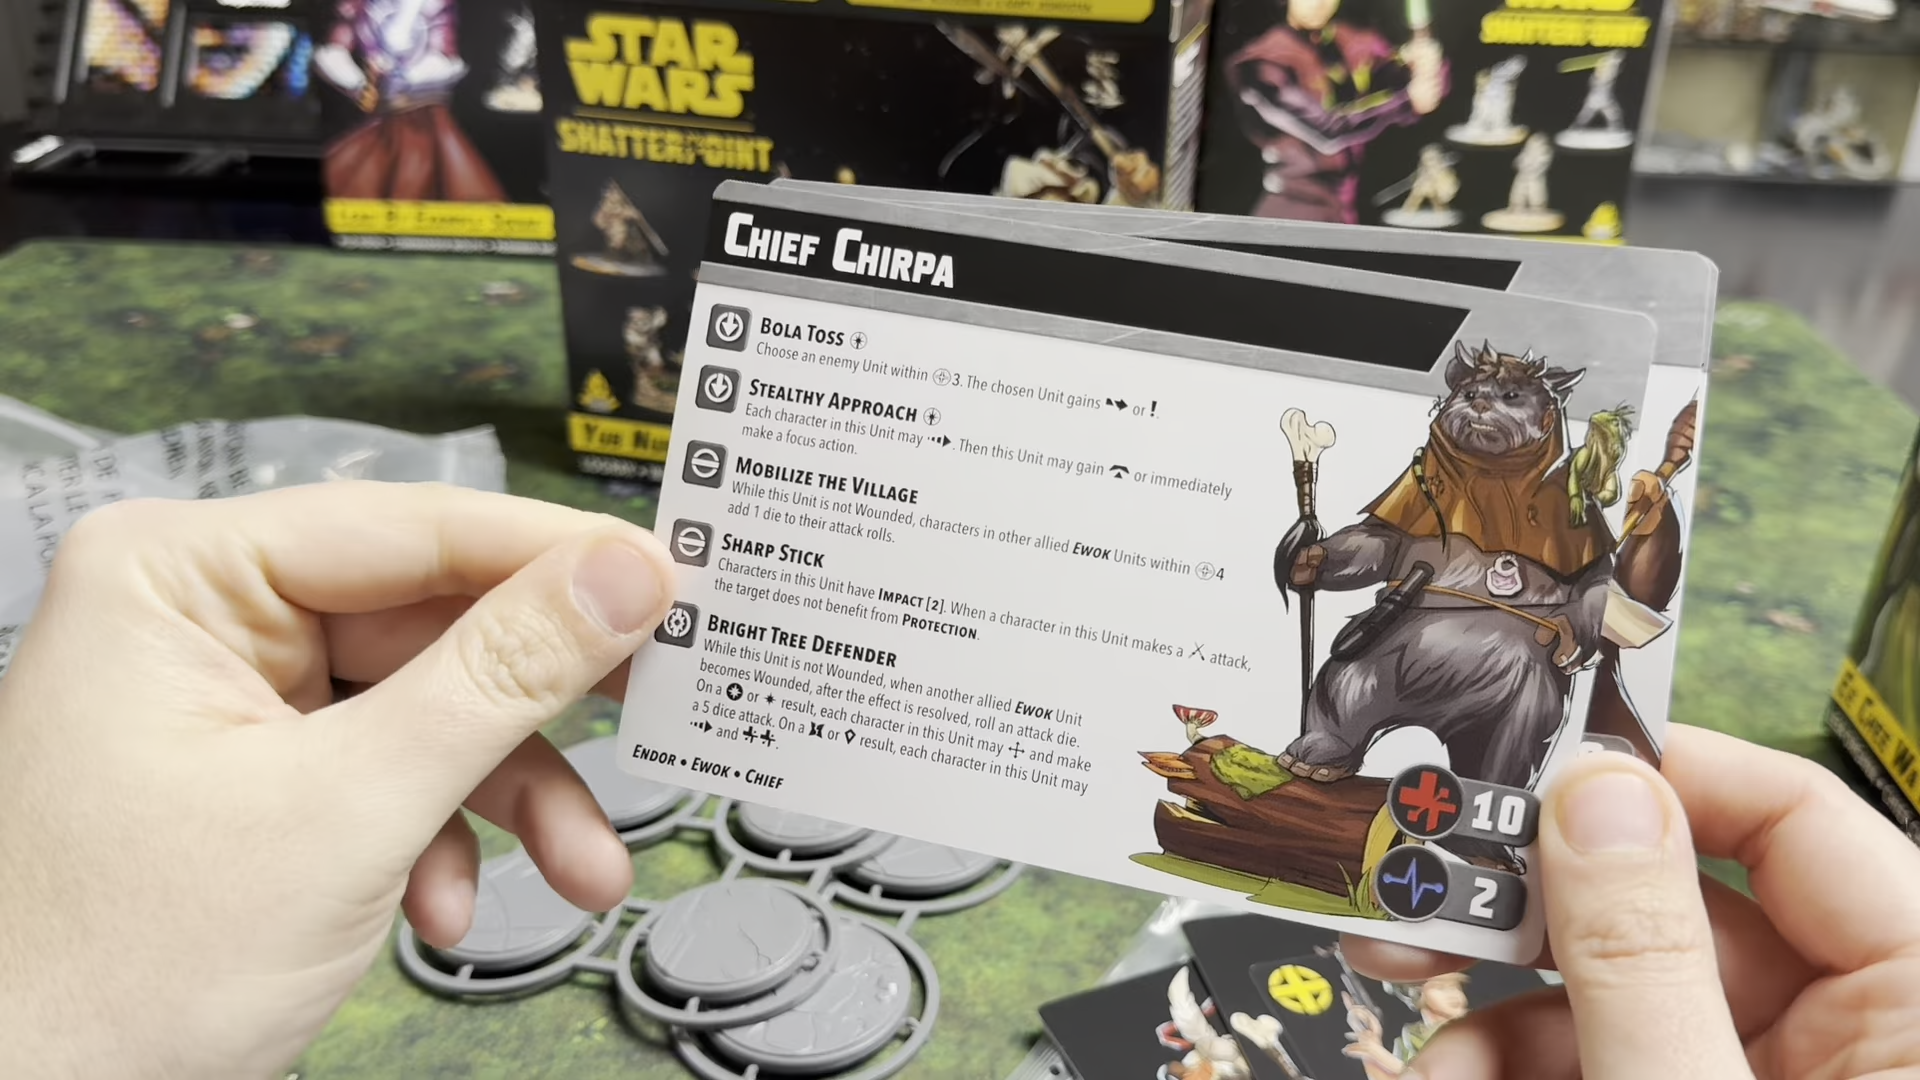 STAR
WARS
SHATTERPOINT
SHATTERPOINT
CHIEF CHIRPA
BOLA TOSS
Choose an enemy Unit within 3. The chosen Unit gains or !.
STEALTHY APPROACH
Each character in this Unit may . Then this Unit may gain or immediately
make a focus action.
MOBILIZE THE VILLAGE
While this Unit is not Wounded, characters in other allied EWOK Units within 4
add 1 die to their attack rolls.
SHARP STICK
Characters in this Unit have IMPACT [2]. When a character in this Unit makes a attack,
the target does not benefit from PROTECTION.
BRIGHT TREE DEFENDER
While this Unit is not Wounded, when another allied EWOK Unit
becomes Wounded, after the effect is resolved, roll an attack die.
On a or result, each character in this Unit may and make
a 5 dice attack. On a or result, each character in this Unit may
and .
ENDOR • EWOK • CHIEF
10
2
YUB NU
EE CHEE WA